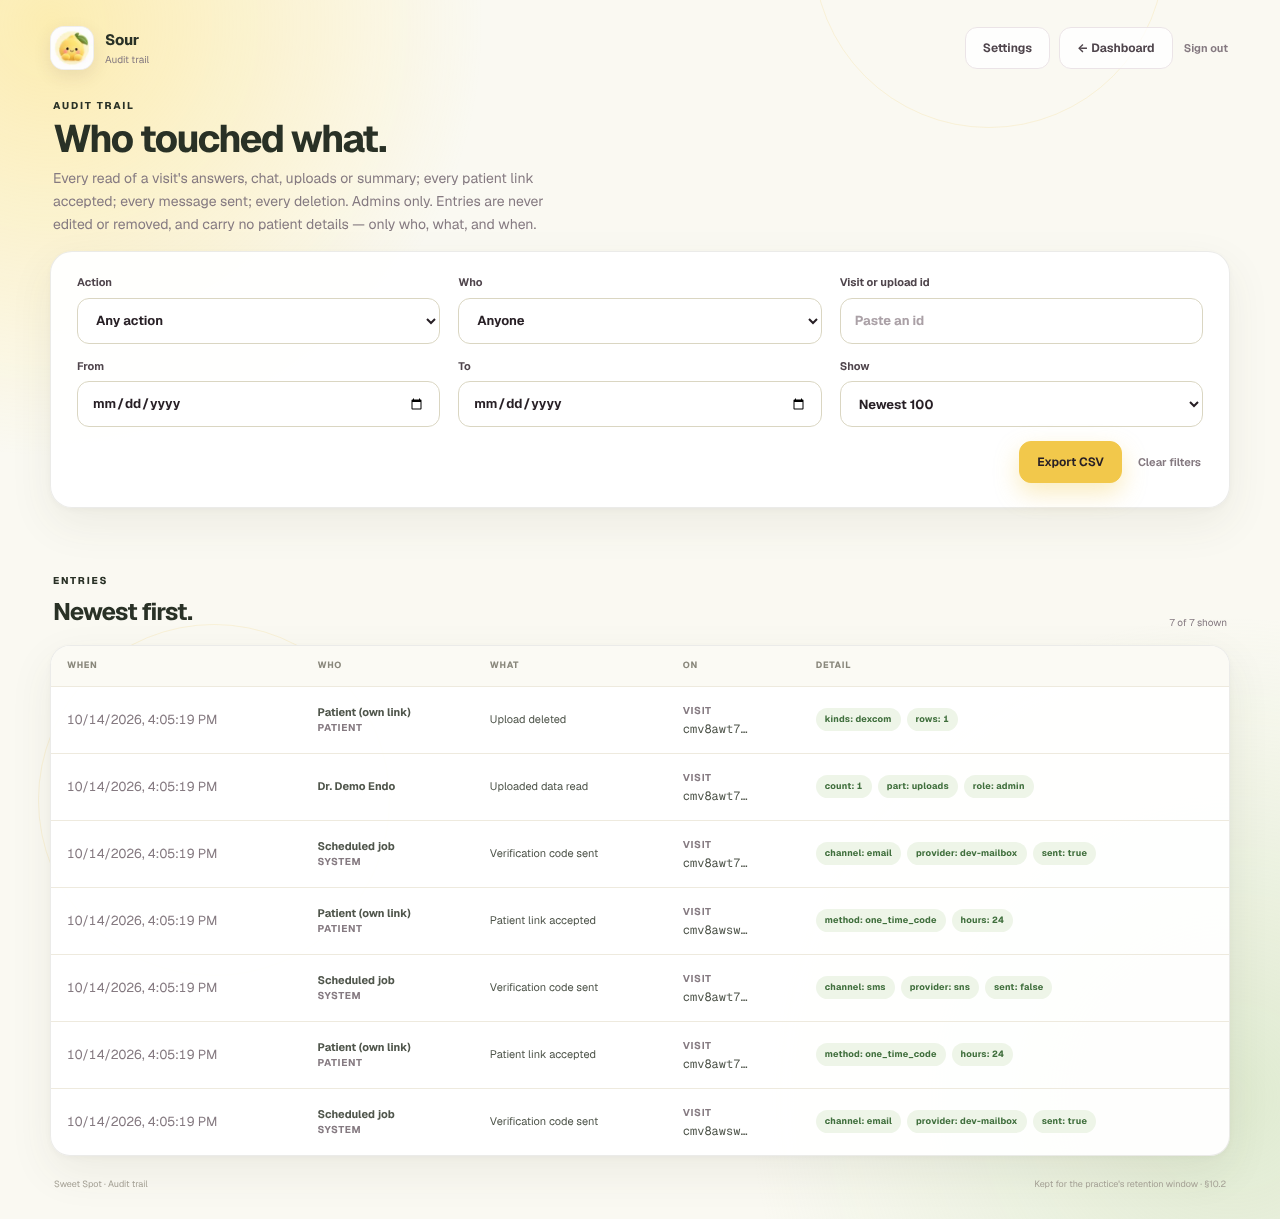 Sour
Audit trail
Settings
← Dashboard
Sign out
AUDIT TRAIL
Who touched what.
Every read of a visit's answers, chat, uploads or summary; every patient link
accepted; every message sent; every deletion. Admins only. Entries are never
edited or removed, and carry no patient details — only who, what, and when.
Action
Who
Visit or upload id
Any action
Anyone
Paste an id
From
To
Show
mm/dd/yyyy
mm/dd/yyyy
Newest 100
Export CSV
Clear filters
ENTRIES
Newest first.
7 of 7 shown
WHEN WHO WHAT ON DETAIL
10/14/2026, 4:05:19 PM
Patient (own link)
PATIENT
Upload deleted
VISIT
cmv8awt7…
kinds: dexcom
rows: 1
10/14/2026, 4:05:19 PM
Dr. Demo Endo
Uploaded data read
VISIT
cmv8awt7…
count: 1
part: uploads
role: admin
10/14/2026, 4:05:19 PM
Scheduled job
SYSTEM
Verification code sent
VISIT
cmv8awt7…
channel: email
provider: dev-mailbox
sent: true
10/14/2026, 4:05:19 PM
Patient (own link)
PATIENT
Patient link accepted
VISIT
cmv8awsw…
method: one_time_code
hours: 24
10/14/2026, 4:05:19 PM
Scheduled job
SYSTEM
Verification code sent
VISIT
cmv8awt7…
channel: sms
provider: sns
sent: false
10/14/2026, 4:05:19 PM
Patient (own link)
PATIENT
Patient link accepted
VISIT
cmv8awt7…
method: one_time_code
hours: 24
10/14/2026, 4:05:19 PM
Scheduled job
SYSTEM
Verification code sent
VISIT
cmv8awsw…
channel: email
provider: dev-mailbox
sent: true
Sweet Spot · Audit trail
Kept for the practice's retention window · §10.2